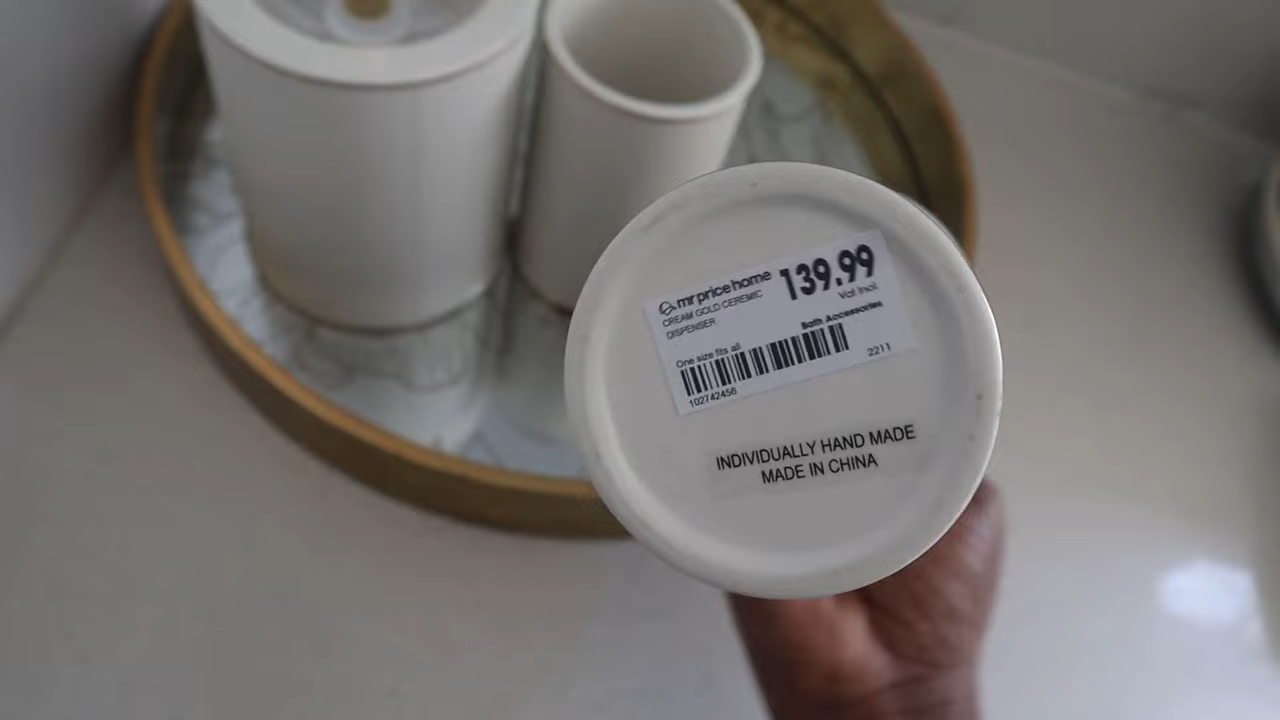 mr price home 139.99
CREAM GOLD CEREMIC
DISPENSER
Vat Incl.
Bath Accessories
One size fits all
102742458
2211
INDIVIDUALLY HAND MADE
MADE IN CHINA